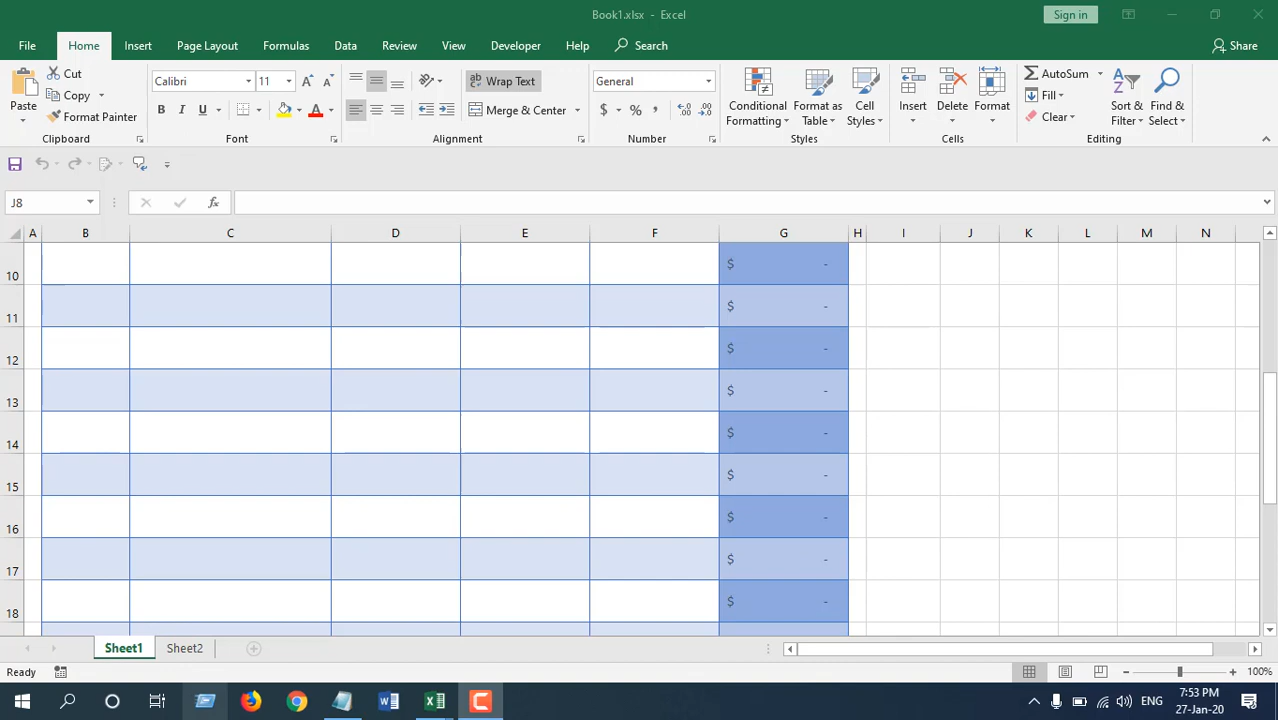 Book1.xlsx - Excel
Sign in
File Home Insert Page Layout Formulas Data Review View Developer Help Search Share
Paste
Cut
Copy
Format Painter
Clipboard
Calibri 11
B I U
Font
Wrap Text
Merge & Center
Alignment
General
$ % ,
Number
Conditional Formatting
Format as Table
Cell Styles
Styles
Insert Delete Format
Cells
AutoSum
Fill
Clear
Sort & Filter
Find & Select
Editing
J8 fx
A B C D E F G H I J K L M N
10 $ -
11 $ -
12 $ -
13 $ -
14 $ -
15 $ -
16 $ -
17 $ -
18 $ -
Sheet1 Sheet2
Ready 100%
ENG 7:53 PM
27-Jan-20